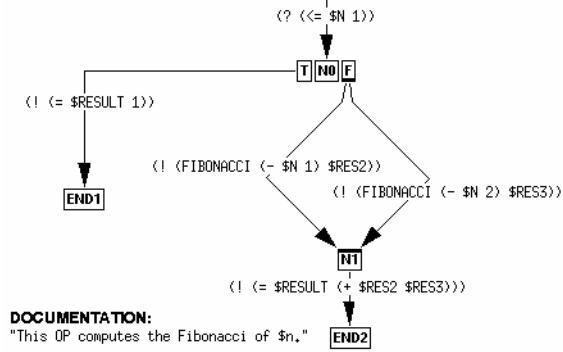 (? (<= $N 1))
T N0 F
(! (= $RESULT 1))
(! (FIBONACCI (- $N 1) $RES2))
(! (FIBONACCI (- $N 2) $RES3))
END1
N1
(! (= $RESULT (+ $RES2 $RES3)))
DOCUMENTATION:
"This OP computes the Fibonacci of $n."
END2